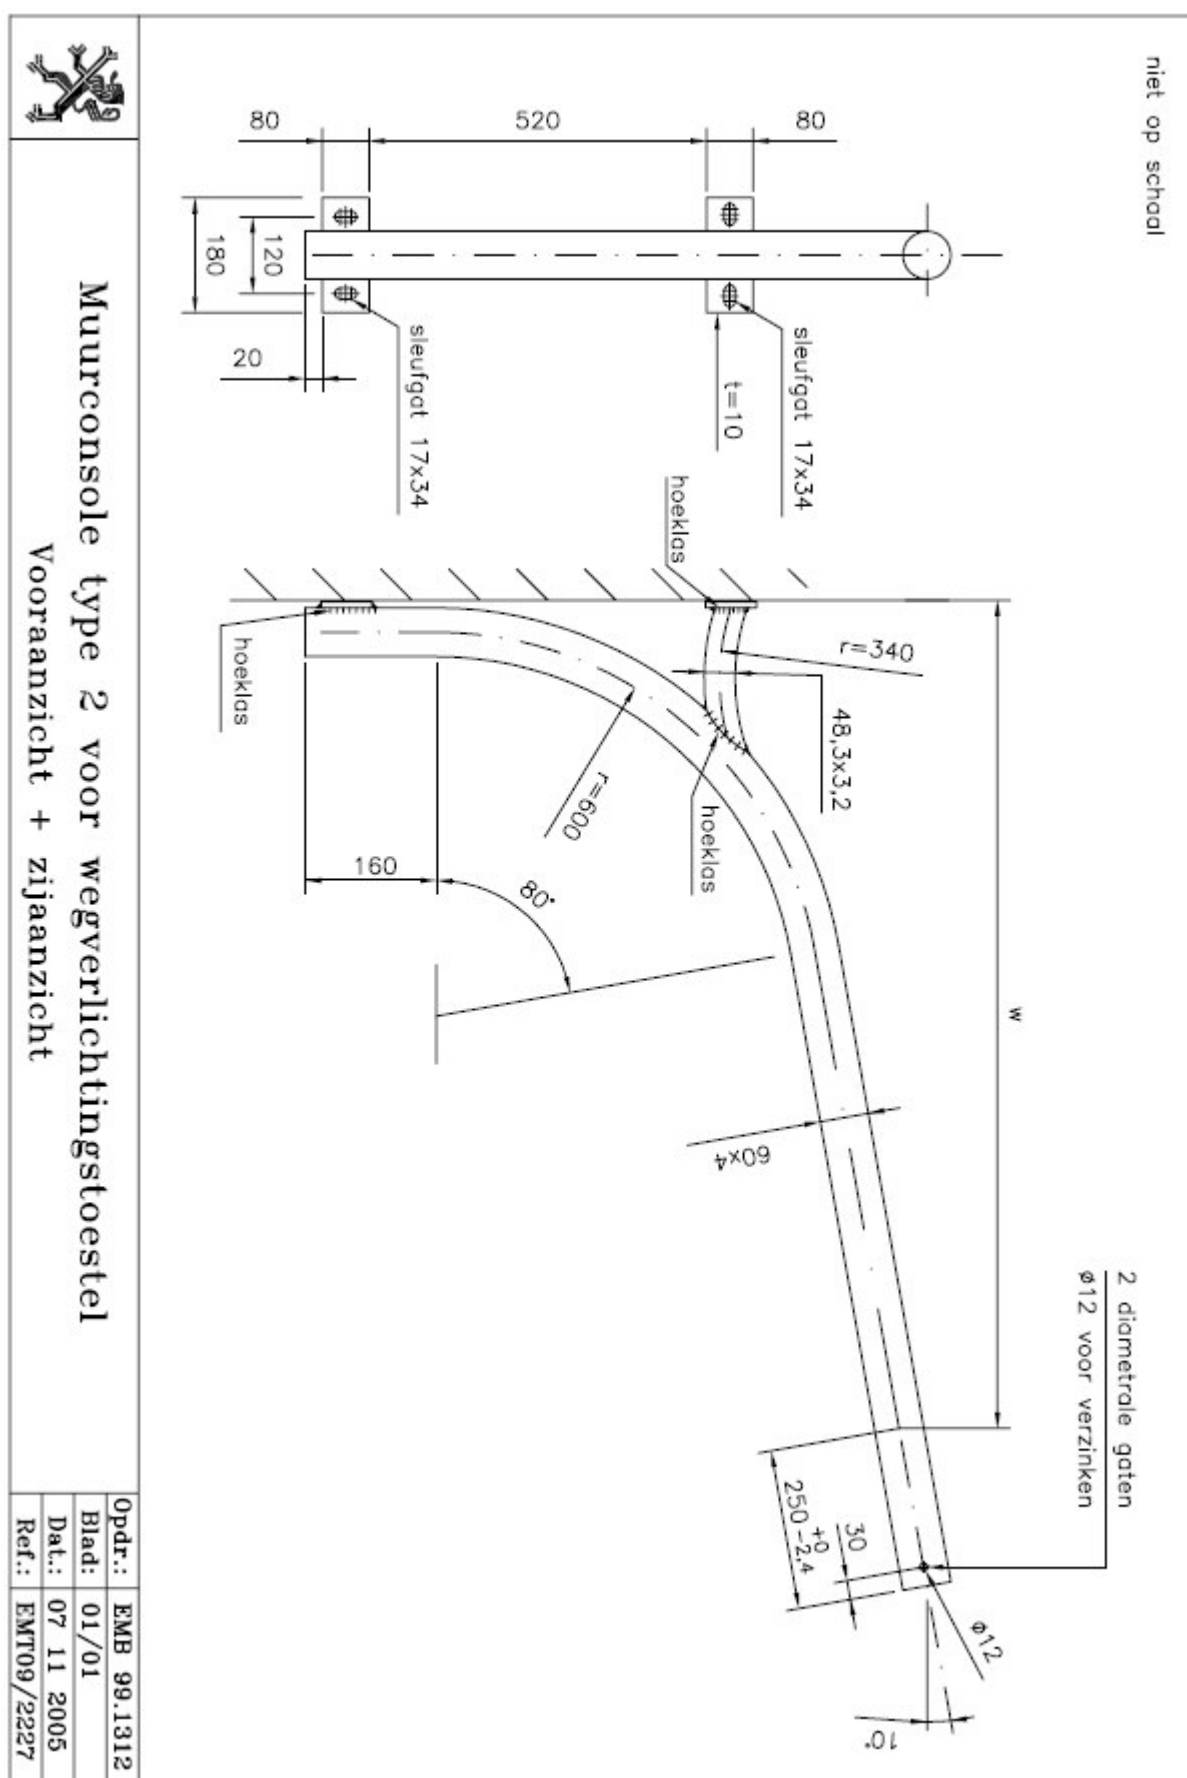 niet op schaal
80
520
80
180
120
20
sleufgat 17x34
t=10
sleufgat 17x34
hoeklas
hoeklas
r=340
48,3x3,2
hoeklas
r=600
160
80°
w
60x4
2 diametrale gaten
ø12 voor verzinken
250 +0 -2,4
30
ø12
10°
Muurconsole type 2 voor wegverlichtingstoestel
Vooraanzicht + zijaanzicht
Opdr.: EMB 99.1312
Blad: 01/01
Dat.: 07 11 2005
Ref.: EMT09/2227